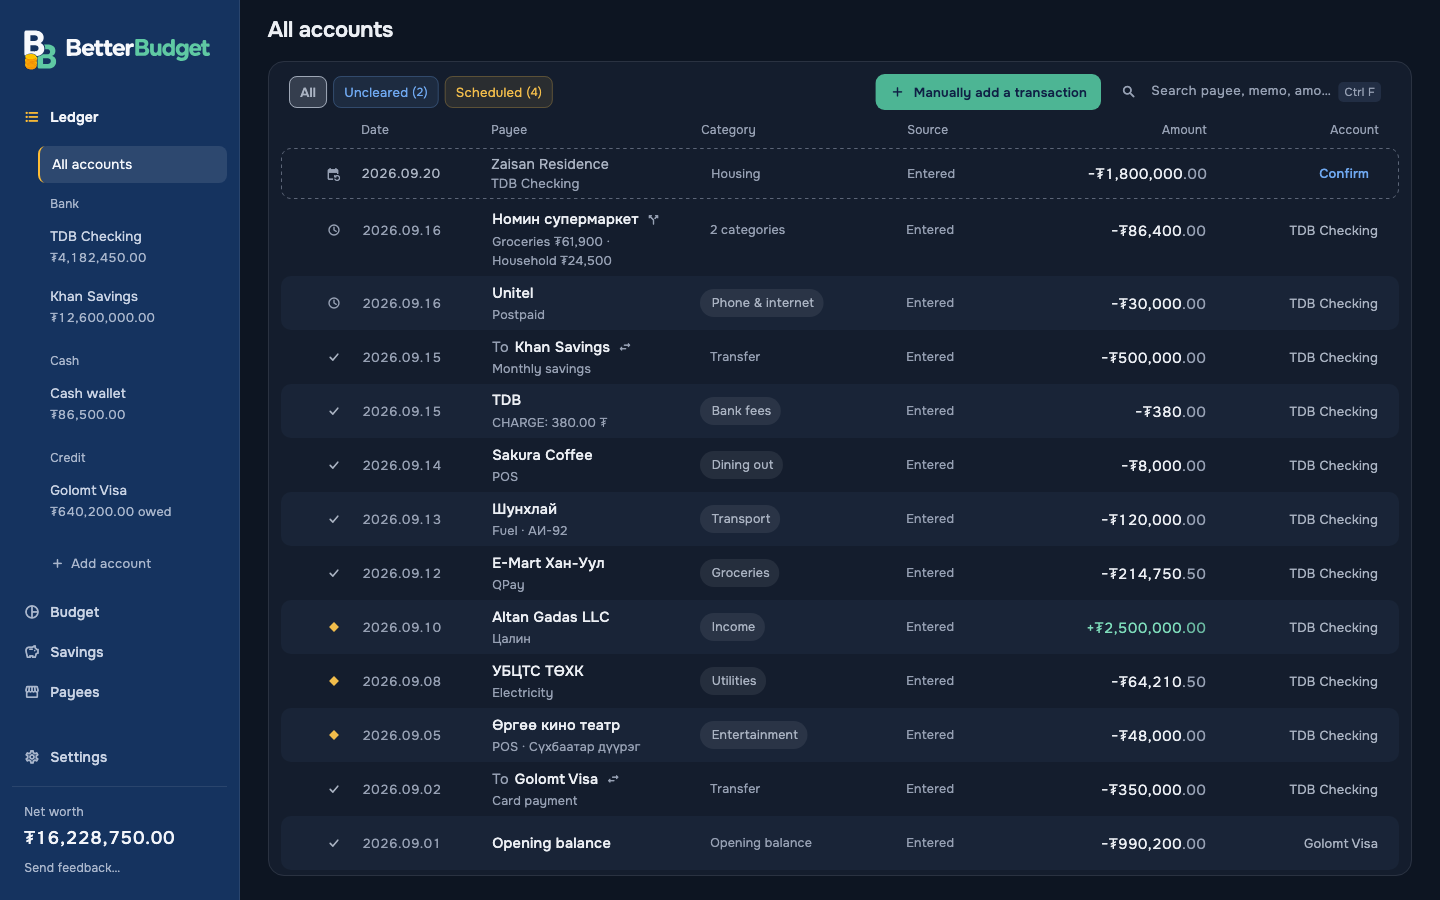 BetterBudget
Ledger
All accounts
Bank
TDB Checking
₮4,182,450.00
Khan Savings
₮12,600,000.00
Cash
Cash wallet
₮86,500.00
Credit
Golomt Visa
₮640,200.00 owed
+ Add account
Budget
Savings
Payees
Settings
Net worth
₮16,228,750.00
Send feedback...
All accounts
All Uncleared (2) Scheduled (4) + Manually add a transaction Search payee, memo, amo... Ctrl F
Date Payee Category Source Amount Account
2026.09.20 Zaisan Residence Housing Entered -₮1,800,000.00 Confirm
TDB Checking
2026.09.16 Номин супермаркет 2 categories Entered -₮86,400.00 TDB Checking
Groceries ₮61,900 ·
Household ₮24,500
2026.09.16 Unitel Phone & internet Entered -₮30,000.00 TDB Checking
Postpaid
2026.09.15 To Khan Savings Transfer Entered -₮500,000.00 TDB Checking
Monthly savings
2026.09.15 TDB Bank fees Entered -₮380.00 TDB Checking
CHARGE: 380.00 ₮
2026.09.14 Sakura Coffee Dining out Entered -₮8,000.00 TDB Checking
POS
2026.09.13 Шунхлай Transport Entered -₮120,000.00 TDB Checking
Fuel · АИ-92
2026.09.12 E-Mart Хан-Уул Groceries Entered -₮214,750.50 TDB Checking
QPay
2026.09.10 Altan Gadas LLC Income Entered +₮2,500,000.00 TDB Checking
Цалин
2026.09.08 УБЦТС ТӨХК Utilities Entered -₮64,210.50 TDB Checking
Electricity
2026.09.05 Өргөө кино театр Entertainment Entered -₮48,000.00 TDB Checking
POS · Сүхбаатар дүүрэг
2026.09.02 To Golomt Visa Transfer Entered -₮350,000.00 TDB Checking
Card payment
2026.09.01 Opening balance Opening balance Entered -₮990,200.00 Golomt Visa